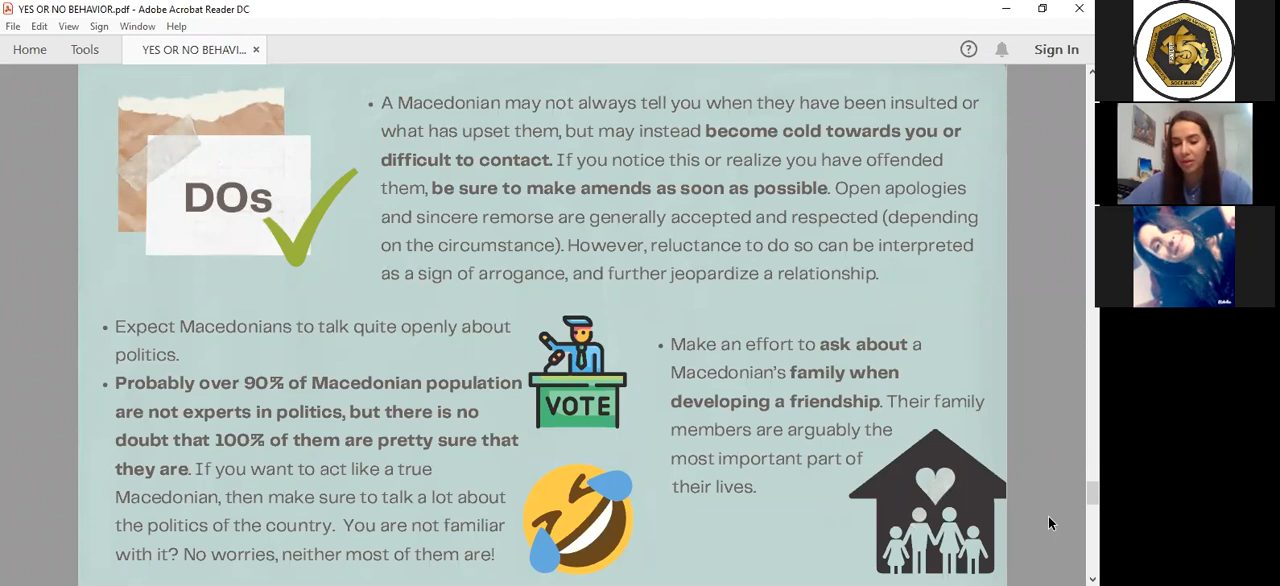 YES OR NO BEHAVIOR.pdf - Adobe Acrobat Reader DC
File Edit View Sign Window Help
Home Tools YES OR NO BEHAVI... × Sign In
DOs
• A Macedonian may not always tell you when they have been insulted or
what has upset them, but may instead become cold towards you or
difficult to contact. If you notice this or realize you have offended
them, be sure to make amends as soon as possible. Open apologies
and sincere remorse are generally accepted and respected (depending
on the circumstance). However, reluctance to do so can be interpreted
as a sign of arrogance, and further jeopardize a relationship.
• Expect Macedonians to talk quite openly about
politics.
• Probably over 90% of Macedonian population
are not experts in politics, but there is no
doubt that 100% of them are pretty sure that
they are. If you want to act like a true
Macedonian, then make sure to talk a lot about
the politics of the country. You are not familiar
with it? No worries, neither most of them are!
VOTE
• Make an effort to ask about a
Macedonian's family when
developing a friendship. Their family
members are arguably the
most important part of
their lives.
15